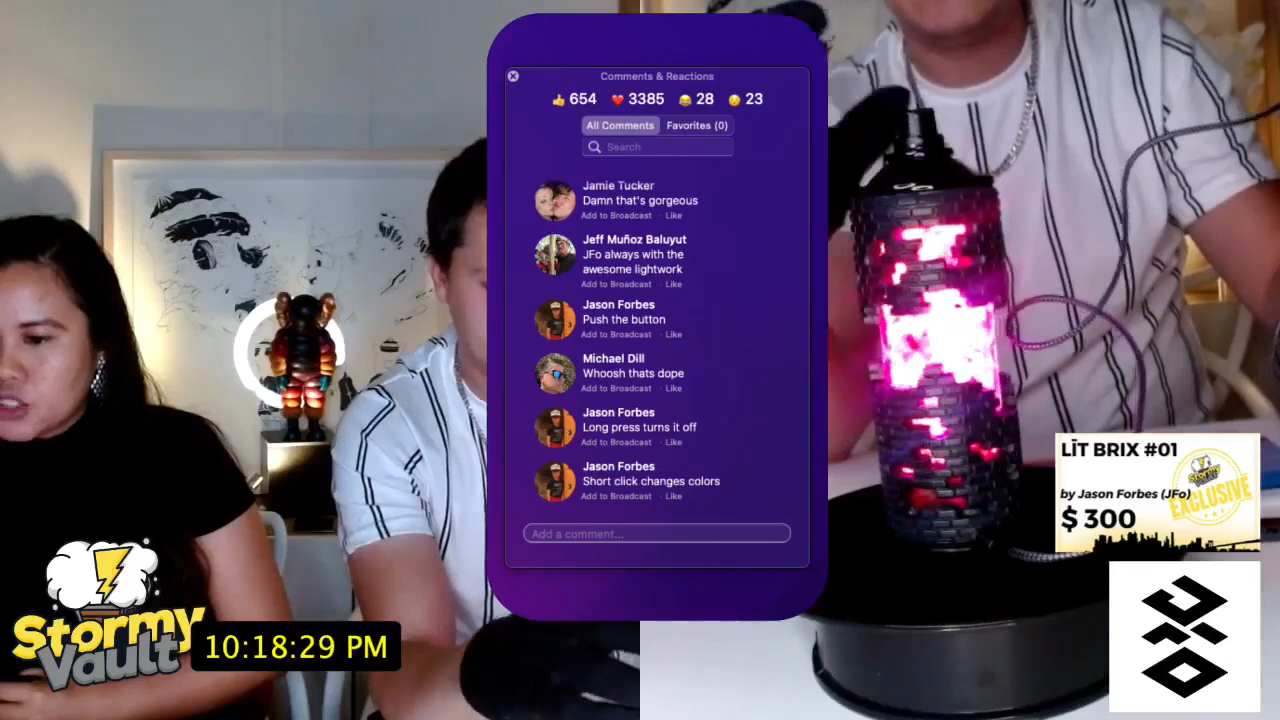 Comments & Reactions
654 3385 28 23
All Comments Favorites (0)
Search
Jamie Tucker
Damn that's gorgeous
Add to Broadcast · Like
Jeff Muñoz Baluyut
JFo always with the
awesome lightwork
Add to Broadcast · Like
Jason Forbes
Push the button
Add to Broadcast · Like
Michael Dill
Whoosh thats dope
Add to Broadcast · Like
Jason Forbes
Long press turns it off
Add to Broadcast · Like
Jason Forbes
Short click changes colors
Add to Broadcast · Like
Add a comment...
LĪT BRIX #01
by Jason Forbes (JFo)
$ 300
Stormy
Vault
EXCLUSIVE
Stormy
Vault
10:18:29 PM
JFO